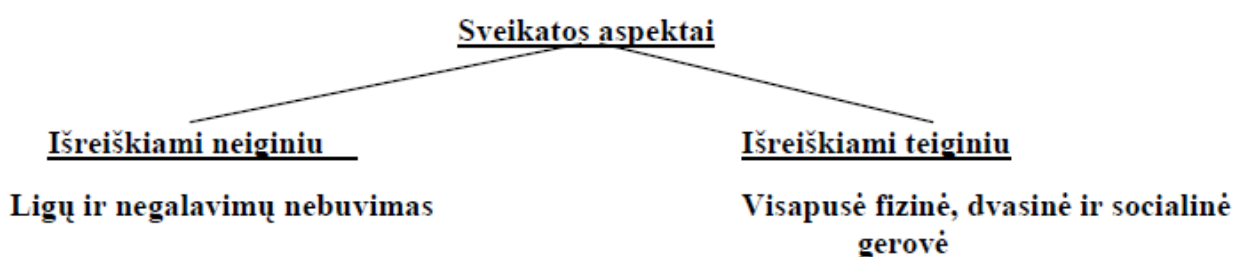 Sveikatos aspektai
Išreiškiami neiginiu
Išreiškiami teiginiu
Ligų ir negalavimų nebuvimas
Visapusė fizinė, dvasinė ir socialinė
gerovė